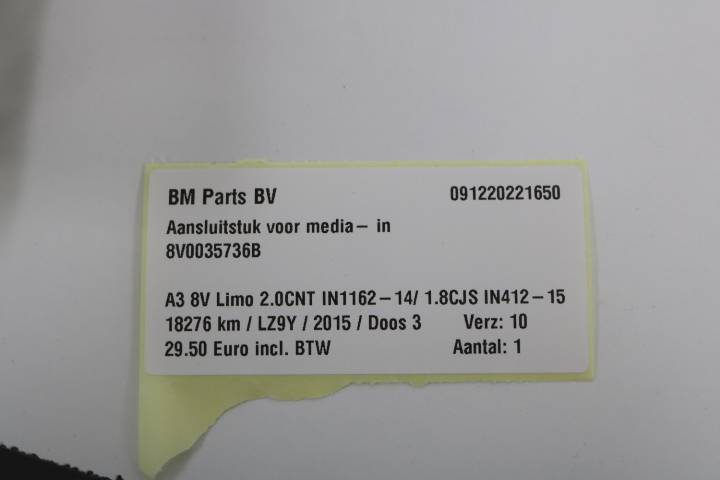 BM Parts BV 091220221650
Aansluitstuk voor media- in
8V0035736B
A3 8V Limo 2.0CNT IN1162-14/ 1.8CJS IN412-15
18276 km / LZ9Y / 2015 / Doos 3 Verz: 10
29.50 Euro incl. BTW Aantal: 1